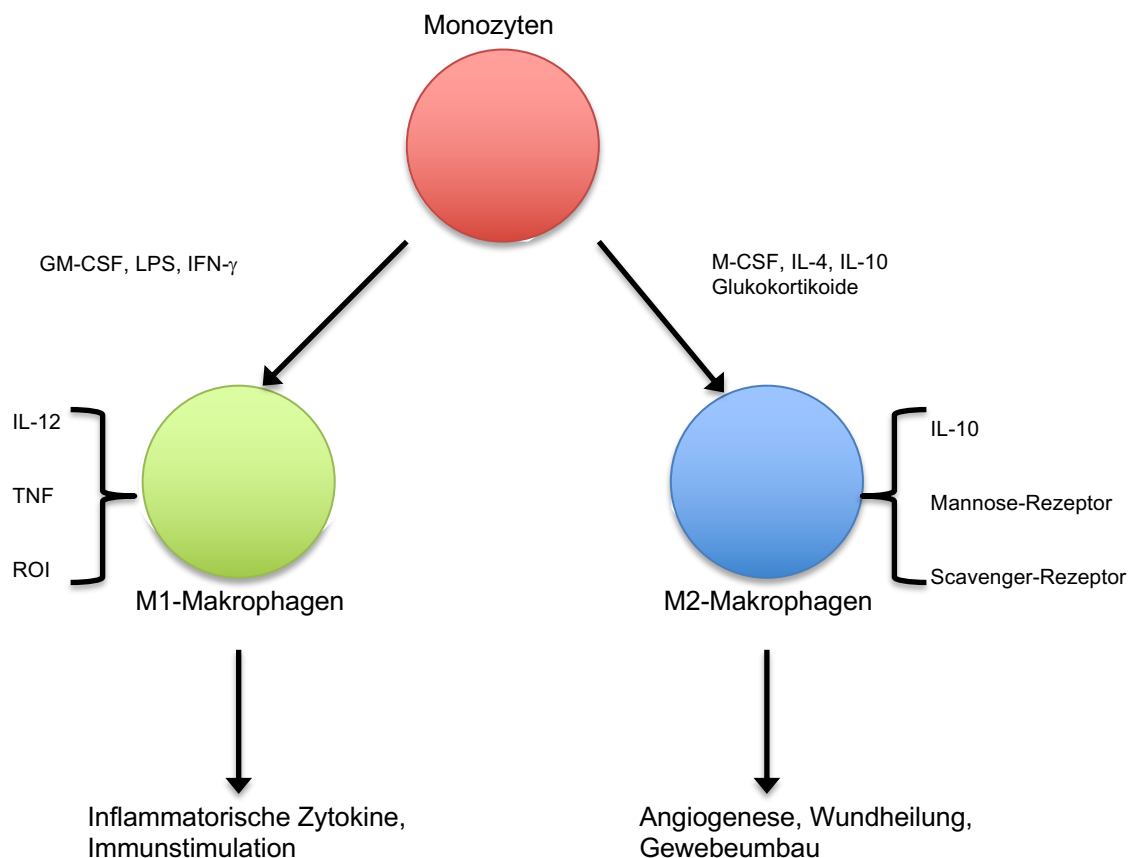 Monozyten
GM-CSF, LPS, IFN-γ
M-CSF, IL-4, IL-10
Glukokortikoide
IL-12
TNF
ROI
IL-10
Mannose-Rezeptor
Scavenger-Rezeptor
M1-Makrophagen
M2-Makrophagen
Inflammatorische Zytokine,
Immunstimulation
Angiogenese, Wundheilung,
Gewebeumbau